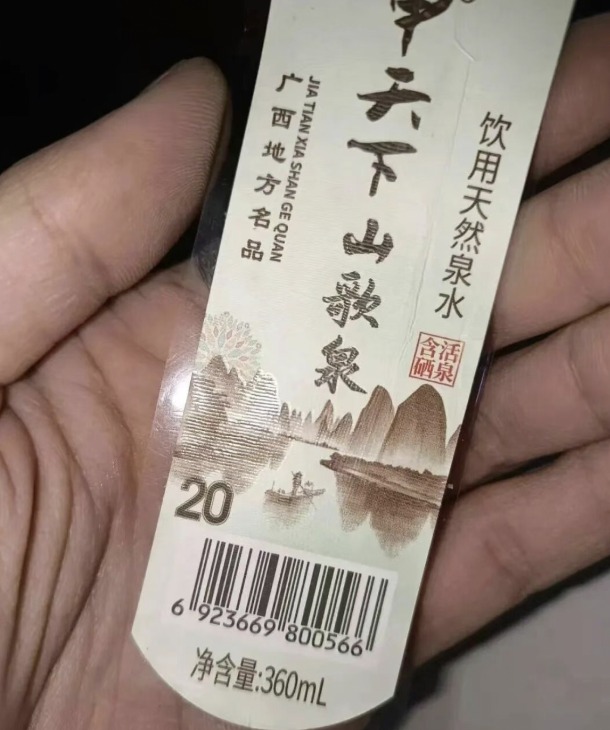 甲天下山歌泉
JIA TIAN XIA SHAN GE QUAN
广西地方名品
饮用天然泉水
活泉
含硒
20
6 923669 800566
净含量:360mL